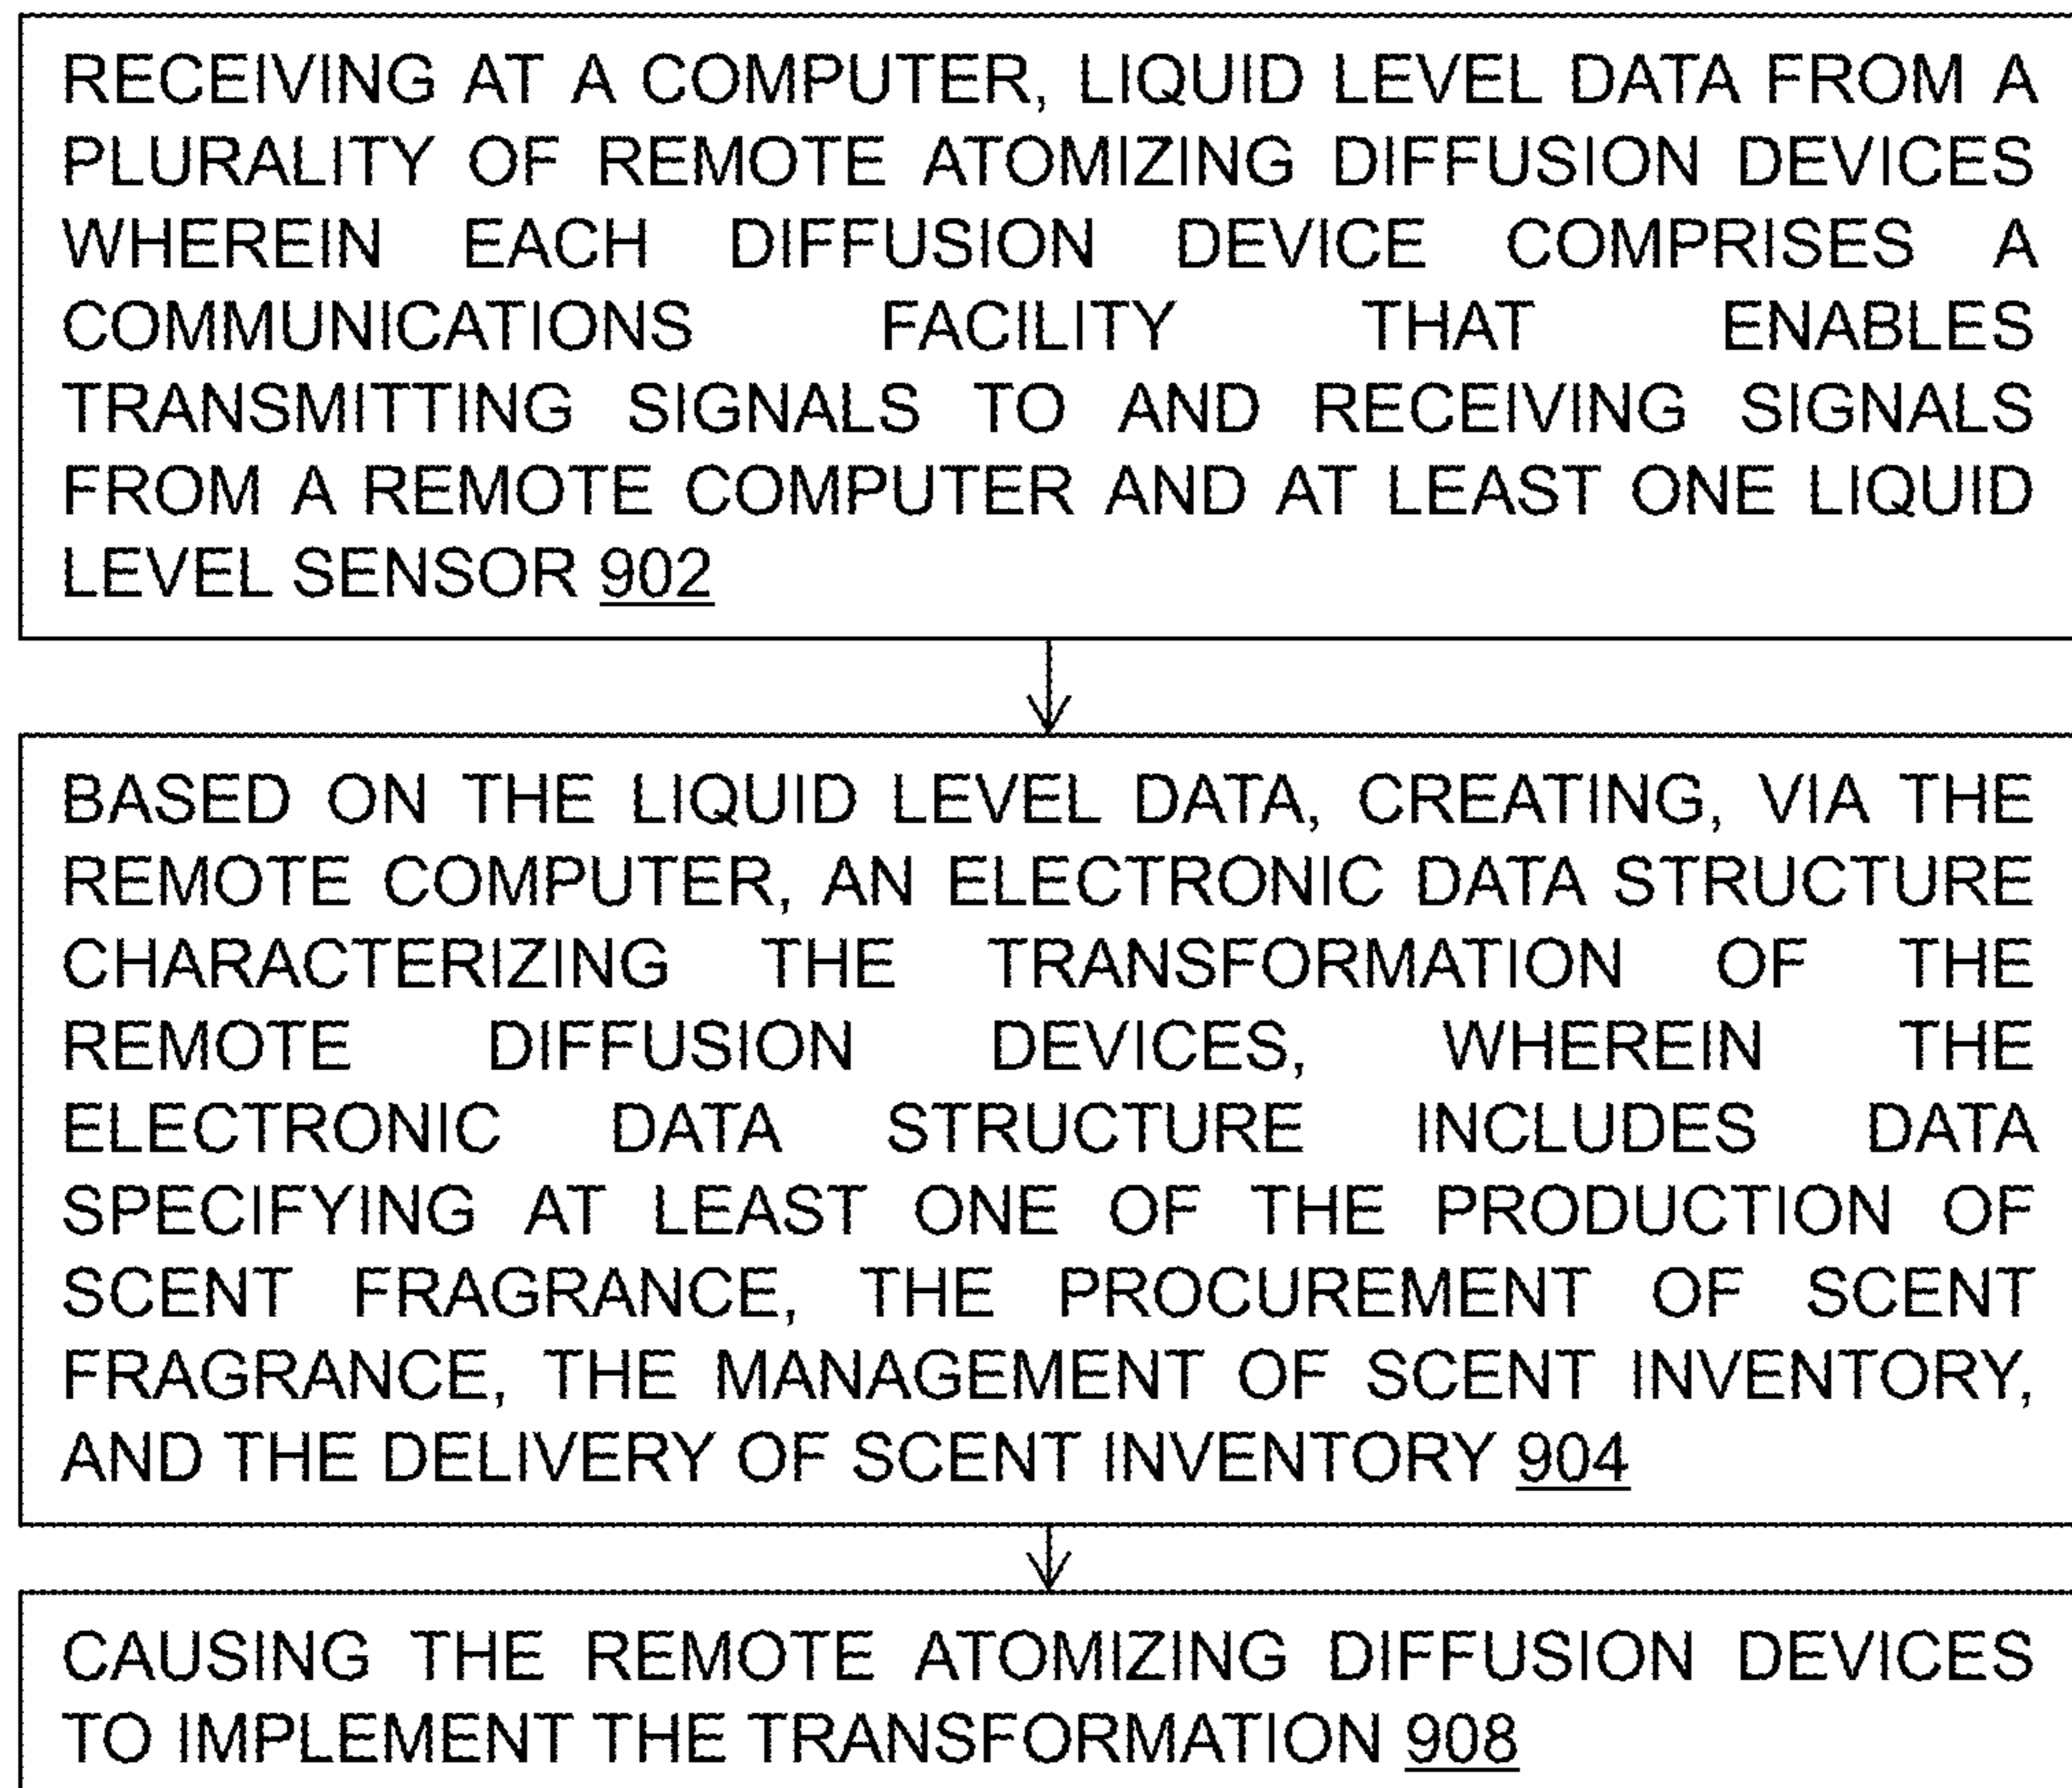 RECEIVING AT A COMPUTER, LIQUID LEVEL DATA FROM A
PLURALITY OF REMOTE ATOMIZING DIFFUSION DEVICES
WHEREIN EACH DIFFUSION DEVICE COMPRISES A
COMMUNICATIONS FACILITY THAT ENABLES
TRANSMITTING SIGNALS TO AND RECEIVING SIGNALS
FROM A REMOTE COMPUTER AND AT LEAST ONE LIQUID
LEVEL SENSOR 902
BASED ON THE LIQUID LEVEL DATA, CREATING, VIA THE
REMOTE COMPUTER, AN ELECTRONIC DATA STRUCTURE
CHARACTERIZING THE TRANSFORMATION OF THE
REMOTE DIFFUSION DEVICES, WHEREIN THE
ELECTRONIC DATA STRUCTURE INCLUDES DATA
SPECIFYING AT LEAST ONE OF THE PRODUCTION OF
SCENT FRAGRANCE, THE PROCUREMENT OF SCENT
FRAGRANCE, THE MANAGEMENT OF SCENT INVENTORY,
AND THE DELIVERY OF SCENT INVENTORY 904
CAUSING THE REMOTE ATOMIZING DIFFUSION DEVICES
TO IMPLEMENT THE TRANSFORMATION 908